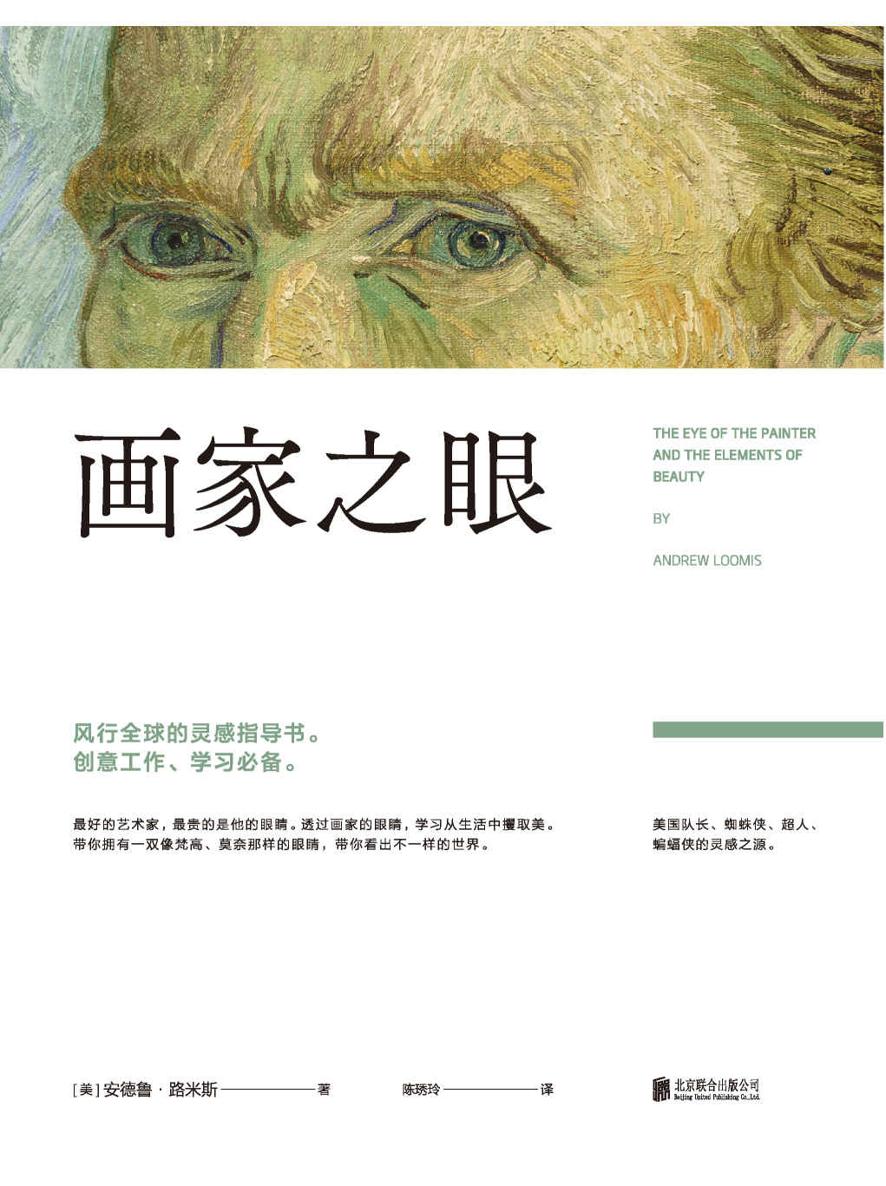 画家之眼
THE EYE OF THE PAINTER
AND THE ELEMENTS OF
BEAUTY
BY
ANDREW LOOMIS
风行全球的灵感指导书。
创意工作、学习必备。
最好的艺术家，最贵的是他的眼睛。透过画家的眼睛，学习从生活中攫取美。
带你拥有一双像梵高、莫奈那样的眼睛，带你看出不一样的世界。
美国队长、蜘蛛侠、超人、
蝙蝠侠的灵感之源。
[美]安德鲁·路米斯——著 陈琇玲——译
北京联合出版公司
Beijing United Publishing Co.,Ltd.